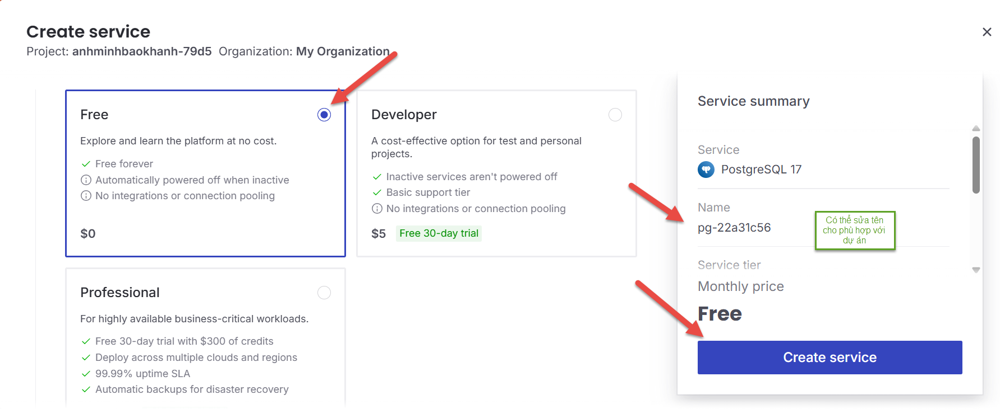 Create service
Project: anhminhbaokhanh-79d5 Organization: My Organization
Free
Explore and learn the platform at no cost.
Free forever
Automatically powered off when inactive
No integrations or connection pooling
$0
Developer
A cost-effective option for test and personal
projects.
Inactive services aren't powered off
Basic support tier
No integrations or connection pooling
$5 Free 30-day trial
Professional
For highly available business-critical workloads.
Free 30-day trial with $300 of credits
Deploy across multiple clouds and regions
99.99% uptime SLA
Automatic backups for disaster recovery
Service summary
Service
PostgreSQL 17
Name
pg-22a31c56
Có thể sửa tên
cho phù hợp với
dự án
Service tier
Monthly price
Free
Create service